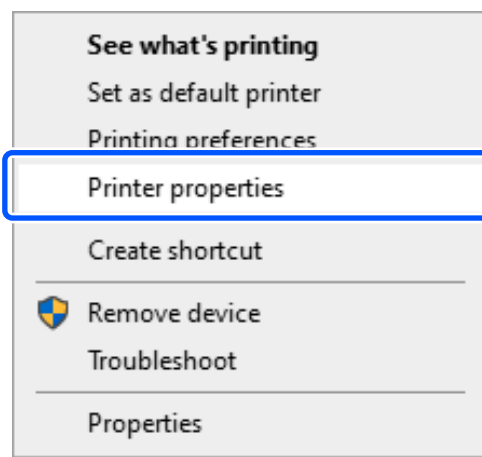 See what's printing
Set as default printer
Printing preferences
Printer properties
Create shortcut
Remove device
Troubleshoot
Properties